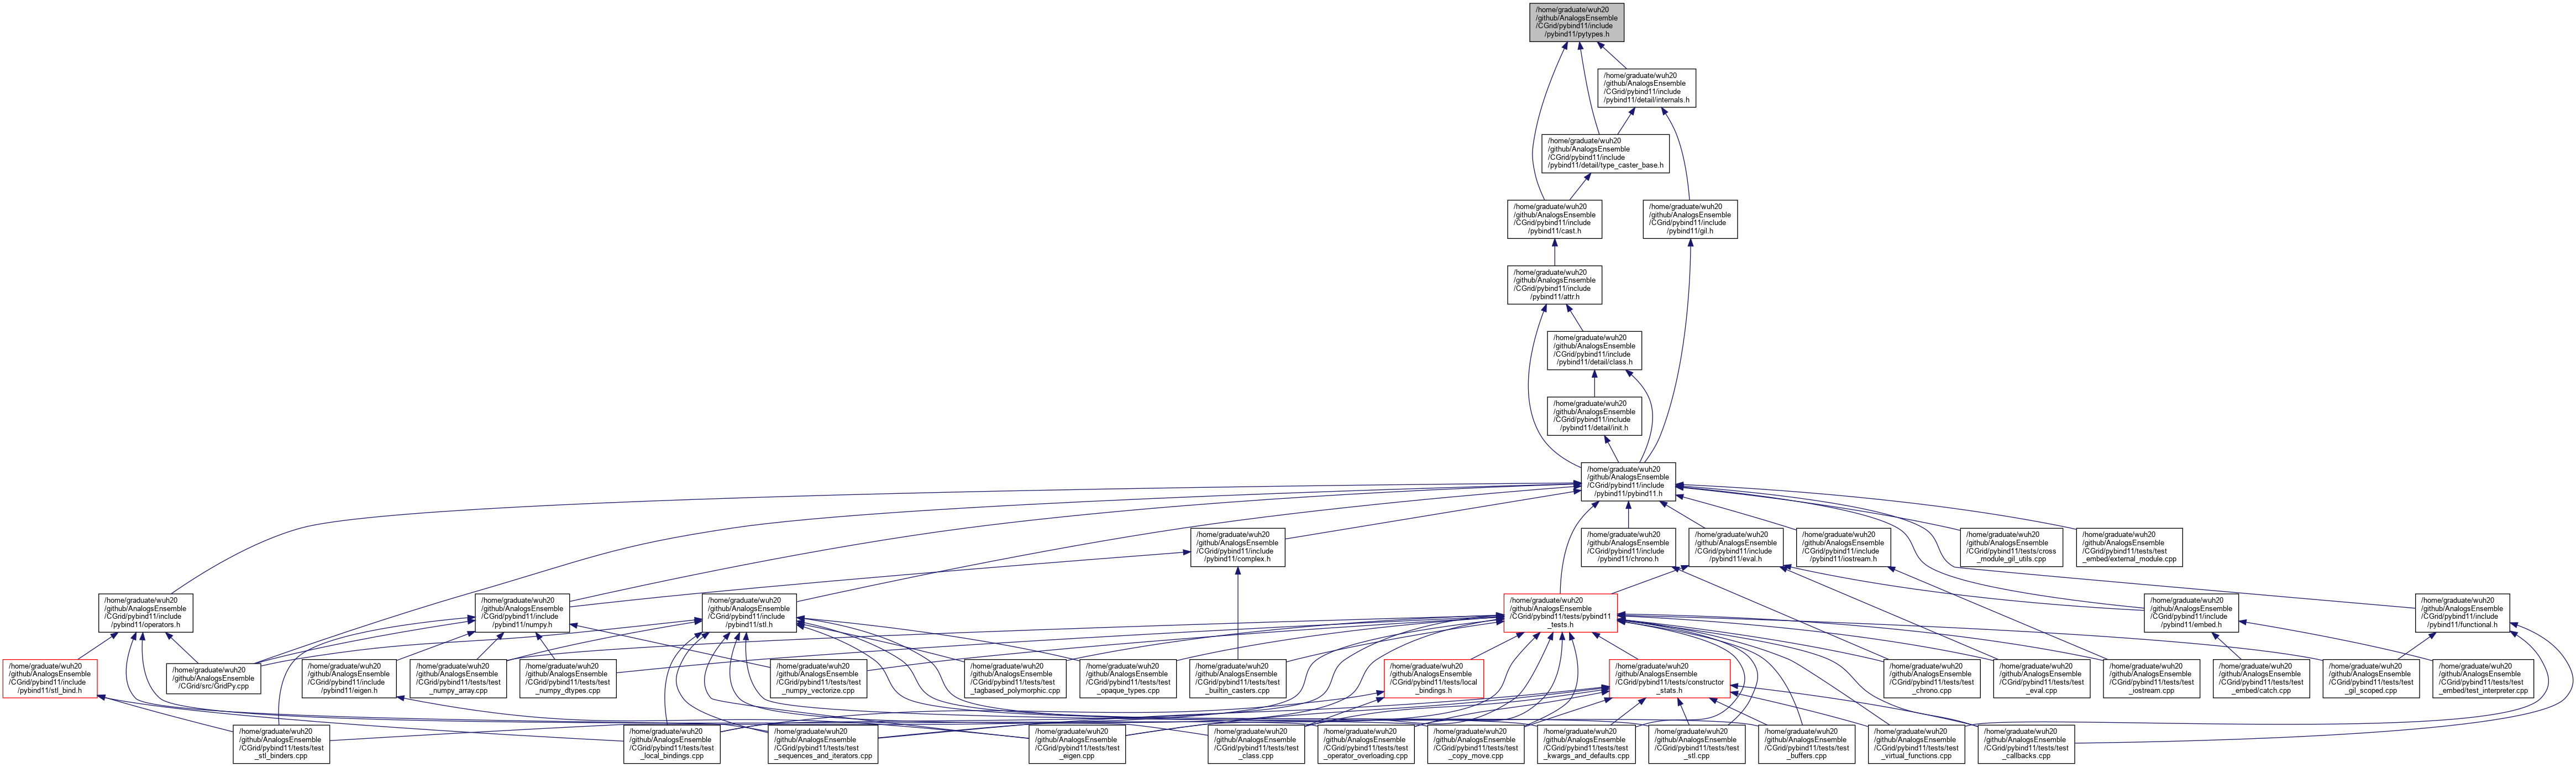 /home/graduate/wuh20
/github/AnalogsEnsemble
/CGrid/pybind11/include
/pybind11/pytypes.h
/home/graduate/wuh20
/github/AnalogsEnsemble
/CGrid/pybind11/include
/pybind11/detail/internals.h
/home/graduate/wuh20
/github/AnalogsEnsemble
/CGrid/pybind11/include
/pybind11/detail/type_caster_base.h
/home/graduate/wuh20
/github/AnalogsEnsemble
/CGrid/pybind11/include
/pybind11/cast.h
/home/graduate/wuh20
/github/AnalogsEnsemble
/CGrid/pybind11/include
/pybind11/gil.h
/home/graduate/wuh20
/github/AnalogsEnsemble
/CGrid/pybind11/include
/pybind11/attr.h
/home/graduate/wuh20
/github/AnalogsEnsemble
/CGrid/pybind11/include
/pybind11/detail/class.h
/home/graduate/wuh20
/github/AnalogsEnsemble
/CGrid/pybind11/include
/pybind11/detail/init.h
/home/graduate/wuh20
/github/AnalogsEnsemble
/CGrid/pybind11/include
/pybind11/pybind11.h
/home/graduate/wuh20
/github/AnalogsEnsemble
/CGrid/pybind11/include
/pybind11/complex.h
/home/graduate/wuh20
/github/AnalogsEnsemble
/CGrid/pybind11/include
/pybind11/chrono.h
/home/graduate/wuh20
/github/AnalogsEnsemble
/CGrid/pybind11/include
/pybind11/eval.h
/home/graduate/wuh20
/github/AnalogsEnsemble
/CGrid/pybind11/include
/pybind11/iostream.h
/home/graduate/wuh20
/github/AnalogsEnsemble
/CGrid/pybind11/tests/cross
_module_gil_utils.cpp
/home/graduate/wuh20
/github/AnalogsEnsemble
/CGrid/pybind11/tests/test
_embed/external_module.cpp
/home/graduate/wuh20
/github/AnalogsEnsemble
/CGrid/pybind11/include
/pybind11/operators.h
/home/graduate/wuh20
/github/AnalogsEnsemble
/CGrid/pybind11/include
/pybind11/numpy.h
/home/graduate/wuh20
/github/AnalogsEnsemble
/CGrid/pybind11/include
/pybind11/stl.h
/home/graduate/wuh20
/github/AnalogsEnsemble
/CGrid/pybind11/tests/pybind11
_tests.h
/home/graduate/wuh20
/github/AnalogsEnsemble
/CGrid/pybind11/include
/pybind11/embed.h
/home/graduate/wuh20
/github/AnalogsEnsemble
/CGrid/pybind11/include
/pybind11/functional.h
/home/graduate/wuh20
/github/AnalogsEnsemble
/CGrid/pybind11/include
/pybind11/stl_bind.h
/home/graduate/wuh20
/github/AnalogsEnsemble
/CGrid/src/GridPy.cpp
/home/graduate/wuh20
/github/AnalogsEnsemble
/CGrid/pybind11/include
/pybind11/eigen.h
/home/graduate/wuh20
/github/AnalogsEnsemble
/CGrid/pybind11/tests/test
_numpy_array.cpp
/home/graduate/wuh20
/github/AnalogsEnsemble
/CGrid/pybind11/tests/test
_numpy_dtypes.cpp
/home/graduate/wuh20
/github/AnalogsEnsemble
/CGrid/pybind11/tests/test
_numpy_vectorize.cpp
/home/graduate/wuh20
/github/AnalogsEnsemble
/CGrid/pybind11/tests/test
_tagbased_polymorphic.cpp
/home/graduate/wuh20
/github/AnalogsEnsemble
/CGrid/pybind11/tests/test
_opaque_types.cpp
/home/graduate/wuh20
/github/AnalogsEnsemble
/CGrid/pybind11/tests/test
_builtin_casters.cpp
/home/graduate/wuh20
/github/AnalogsEnsemble
/CGrid/pybind11/tests/local
_bindings.h
/home/graduate/wuh20
/github/AnalogsEnsemble
/CGrid/pybind11/tests/constructor
_stats.h
/home/graduate/wuh20
/github/AnalogsEnsemble
/CGrid/pybind11/tests/test
_chrono.cpp
/home/graduate/wuh20
/github/AnalogsEnsemble
/CGrid/pybind11/tests/test
_eval.cpp
/home/graduate/wuh20
/github/AnalogsEnsemble
/CGrid/pybind11/tests/test
_iostream.cpp
/home/graduate/wuh20
/github/AnalogsEnsemble
/CGrid/pybind11/tests/test
_embed/catch.cpp
/home/graduate/wuh20
/github/AnalogsEnsemble
/CGrid/pybind11/tests/test
_gil_scoped.cpp
/home/graduate/wuh20
/github/AnalogsEnsemble
/CGrid/pybind11/tests/test
_embed/test_interpreter.cpp
/home/graduate/wuh20
/github/AnalogsEnsemble
/CGrid/pybind11/tests/test
_stl_binders.cpp
/home/graduate/wuh20
/github/AnalogsEnsemble
/CGrid/pybind11/tests/test
_local_bindings.cpp
/home/graduate/wuh20
/github/AnalogsEnsemble
/CGrid/pybind11/tests/test
_sequences_and_iterators.cpp
/home/graduate/wuh20
/github/AnalogsEnsemble
/CGrid/pybind11/tests/test
_eigen.cpp
/home/graduate/wuh20
/github/AnalogsEnsemble
/CGrid/pybind11/tests/test
_class.cpp
/home/graduate/wuh20
/github/AnalogsEnsemble
/CGrid/pybind11/tests/test
_operator_overloading.cpp
/home/graduate/wuh20
/github/AnalogsEnsemble
/CGrid/pybind11/tests/test
_copy_move.cpp
/home/graduate/wuh20
/github/AnalogsEnsemble
/CGrid/pybind11/tests/test
_kwargs_and_defaults.cpp
/home/graduate/wuh20
/github/AnalogsEnsemble
/CGrid/pybind11/tests/test
_stl.cpp
/home/graduate/wuh20
/github/AnalogsEnsemble
/CGrid/pybind11/tests/test
_buffers.cpp
/home/graduate/wuh20
/github/AnalogsEnsemble
/CGrid/pybind11/tests/test
_virtual_functions.cpp
/home/graduate/wuh20
/github/AnalogsEnsemble
/CGrid/pybind11/tests/test
_callbacks.cpp